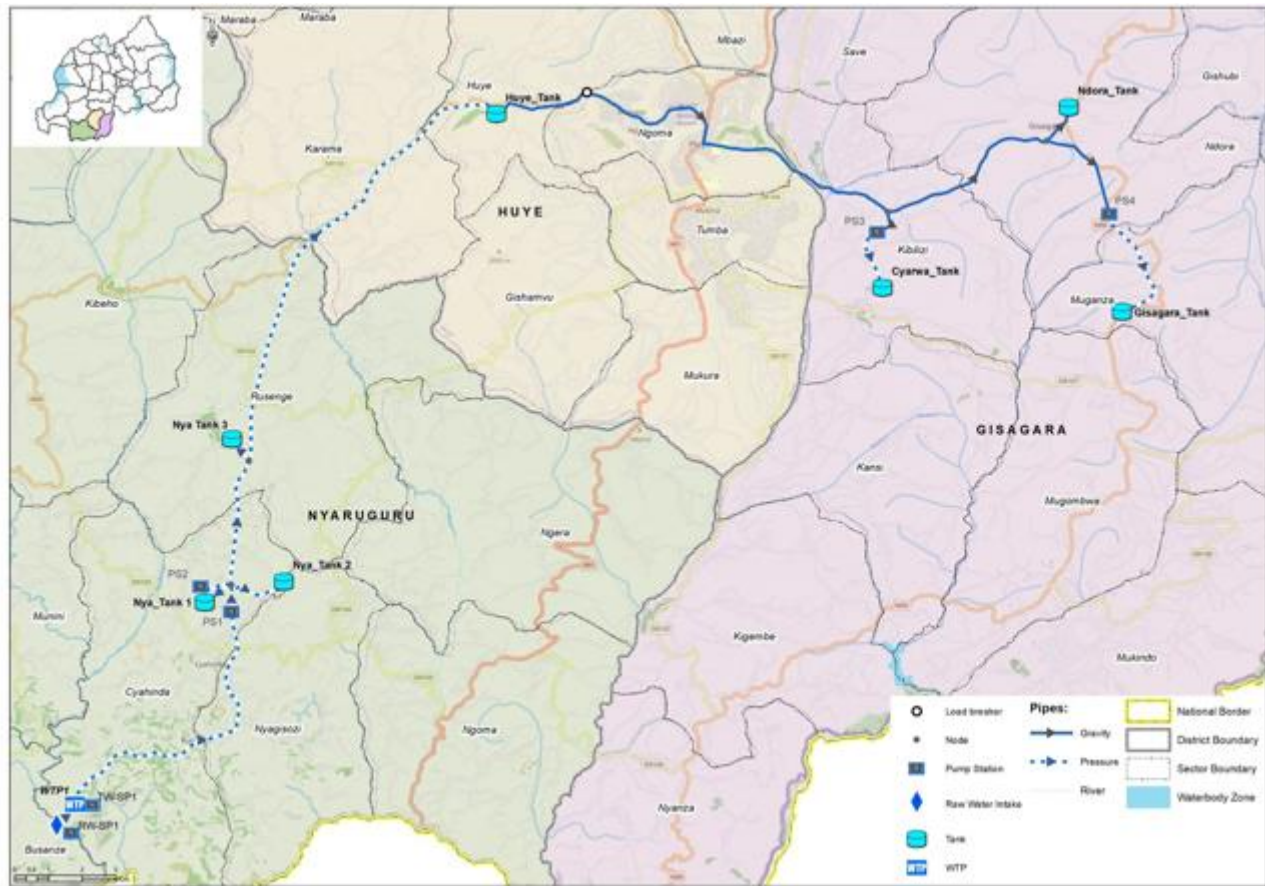 Maraba
Maraba
Mbazi
Save
Gishubi
Huye
Huye_Tank
Ndora_Tank
Ngoma
Karama
Ndora
HUYE
PS4
PS3
Tumba
Kibilizi
Cyarwa_Tank
Kibeho
Gishamvu
Muganza
Gisagara_Tank
Mukura
Rusenge
Nya Tank 3
GISAGARA
Kansi
NYARUGURU
Mugombwa
Ngera
PS2
Nya_Tank 2
Nya_Tank 1
PS1
Munini
Kigembe
Mukindo
Cyahinda
Nyagisozi
Ngoma
Nyanza
WTP1
WTP
TW-SP1
RW-SP1
Busanze
Load breaker
Node
Pump Station
Raw Water Intake
Tank
WTP
WTP
Pipes:
Gravity
Pressure
River
National Border
District Boundary
Sector Boundary
Waterbody Zone